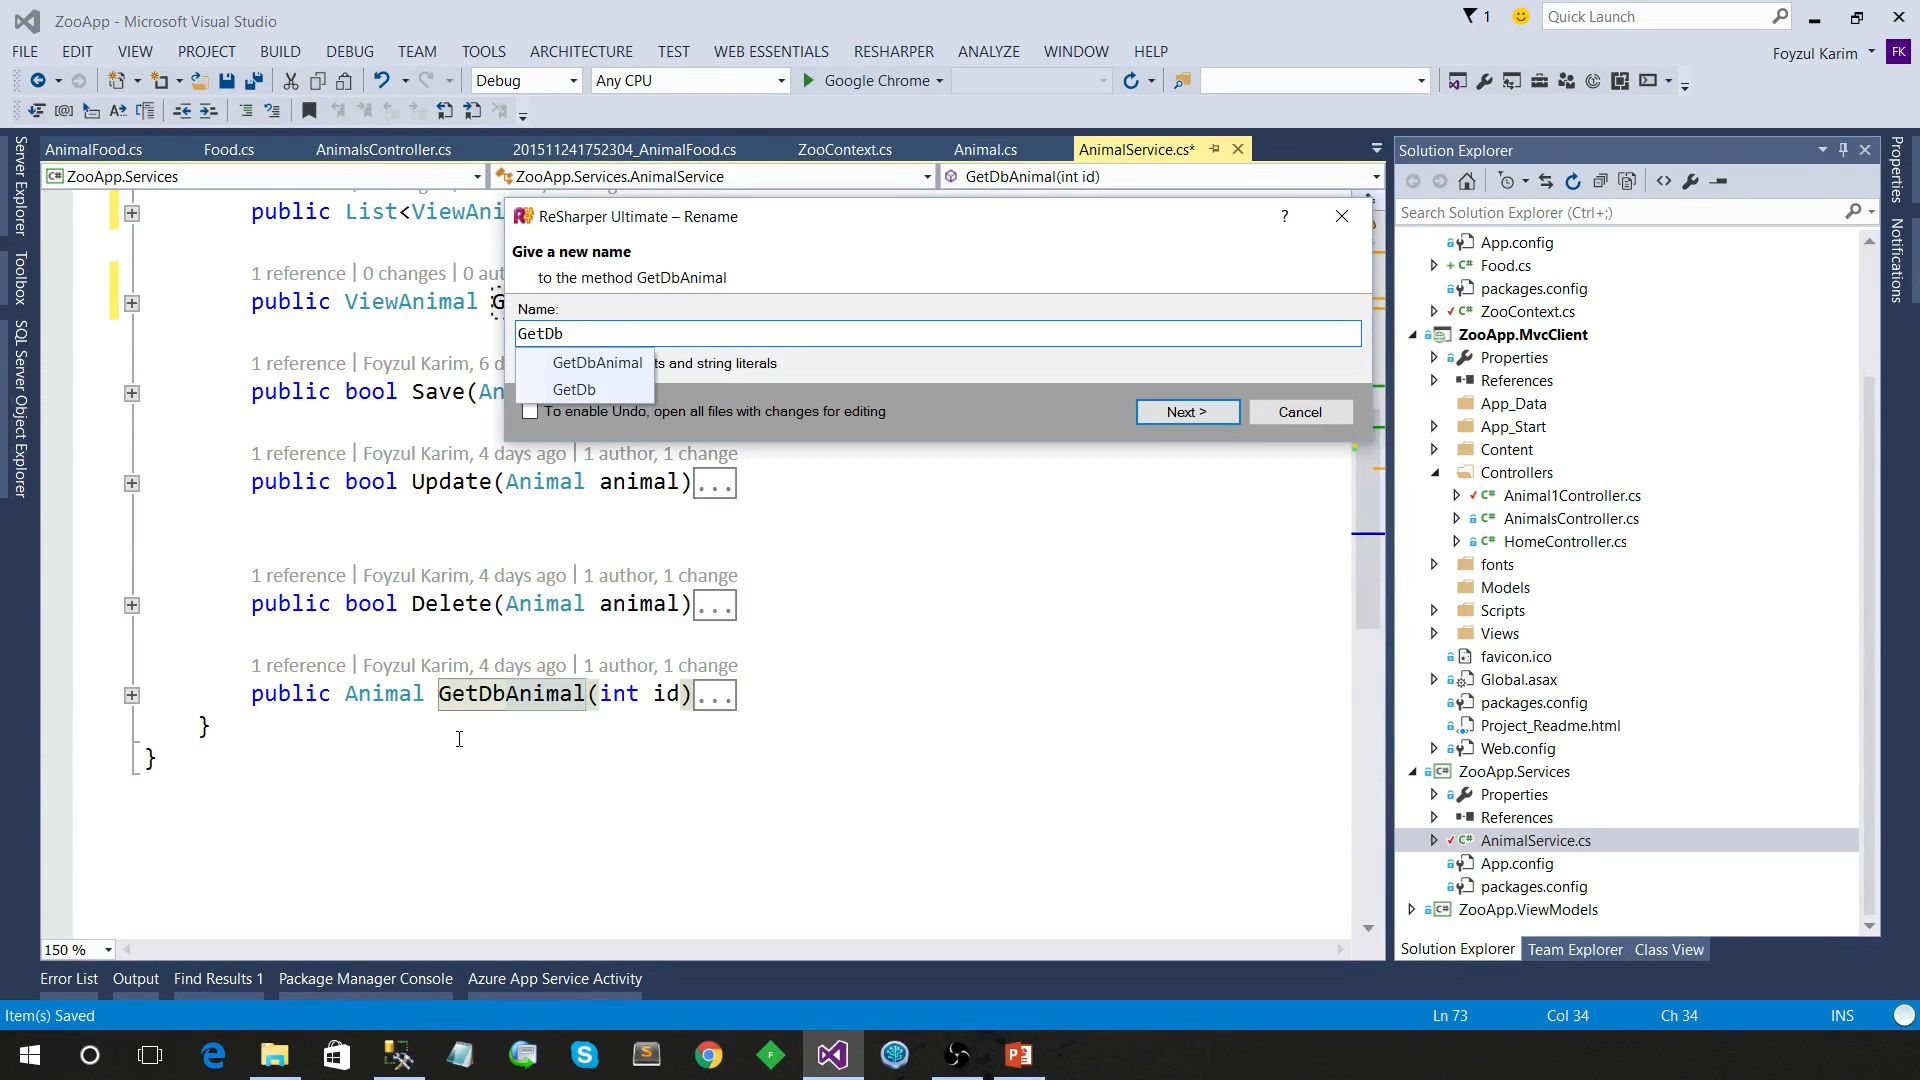 ZooApp - Microsoft Visual Studio
1
Quick Launch
FILE EDIT VIEW PROJECT BUILD DEBUG TEAM TOOLS ARCHITECTURE TEST WEB ESSENTIALS RESHARPER ANALYZE WINDOW HELP
Foyzul Karim FK
Debug Any CPU Google Chrome
Server Explorer
Toolbox
SQL Server Object Explorer
AnimalFood.cs Food.cs AnimalsController.cs 201511241752304_AnimalFood.cs ZooContext.cs Animal.cs AnimalService.cs*
ZooApp.Services ZooApp.Services.AnimalService GetDbAnimal(int id)
public List<ViewAni
1 reference | 0 changes | 0 aut
public ViewAnimal G
1 reference | Foyzul Karim, 6 d
public bool Save(An
1 reference | Foyzul Karim, 4 days ago | 1 author, 1 change
public bool Update(Animal animal)...
1 reference | Foyzul Karim, 4 days ago | 1 author, 1 change
public bool Delete(Animal animal)...
1 reference | Foyzul Karim, 4 days ago | 1 author, 1 change
public Animal GetDbAnimal(int id)...
}
}
150 %
ReSharper Ultimate – Rename
?
Give a new name
to the method GetDbAnimal
Name:
GetDb
GetDbAnimal
GetDb
ts and string literals
To enable Undo, open all files with changes for editing
Next >
Cancel
Solution Explorer
Search Solution Explorer (Ctrl+;)
App.config
Food.cs
packages.config
ZooContext.cs
ZooApp.MvcClient
Properties
References
App_Data
App_Start
Content
Controllers
Animal1Controller.cs
AnimalsController.cs
HomeController.cs
fonts
Models
Scripts
Views
favicon.ico
Global.asax
packages.config
Project_Readme.html
Web.config
ZooApp.Services
Properties
References
AnimalService.cs
App.config
packages.config
ZooApp.ViewModels
Solution Explorer Team Explorer Class View
Properties
Notifications
Error List Output Find Results 1 Package Manager Console Azure App Service Activity
Item(s) Saved
Ln 73 Col 34 Ch 34 INS